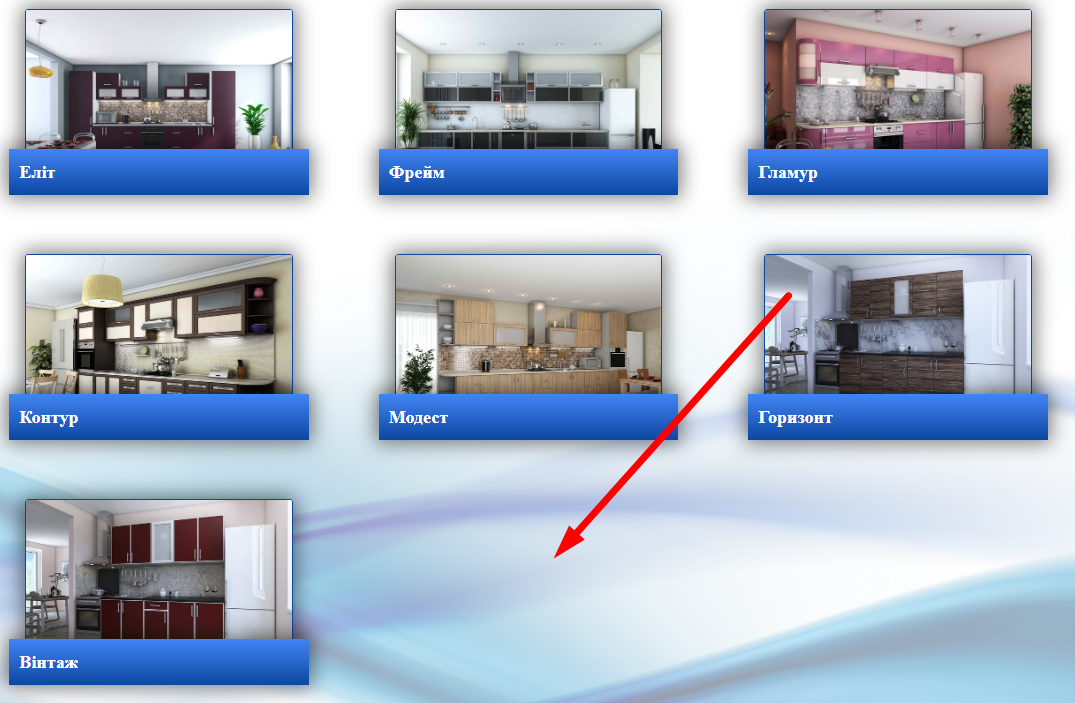 Еліт
Фрейм
Гламур
Контур
Модест
Горизонт
Вінтаж